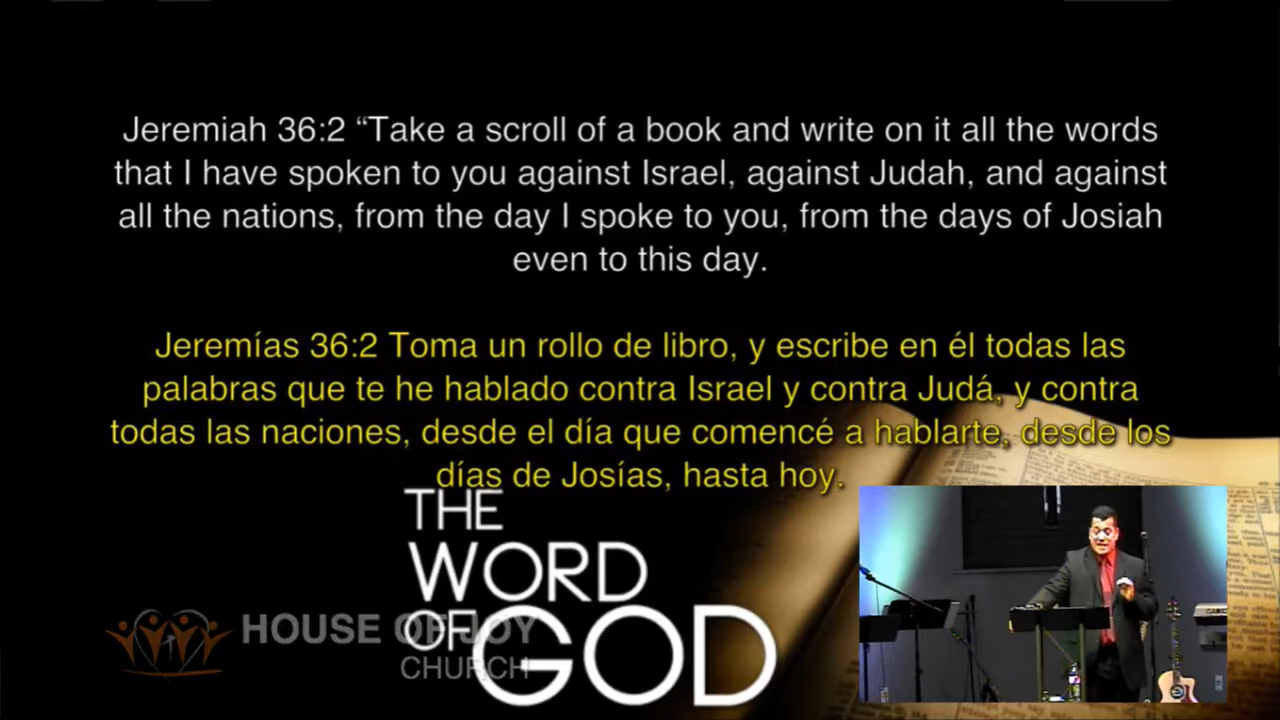 Jeremiah 36:2 “Take a scroll of a book and write on it all the words
that I have spoken to you against Israel, against Judah, and against
all the nations, from the day I spoke to you, from the days of Josiah
even to this day.
Jeremías 36:2 Toma un rollo de libro, y escribe en él todas las
palabras que te he hablado contra Israel y contra Judá, y contra
todas las naciones, desde el día que comencé a hablarte, desde los
días de Josías, hasta hoy.
THE
WORD
OF GOD
HOUSE OF JOY
CHURCH